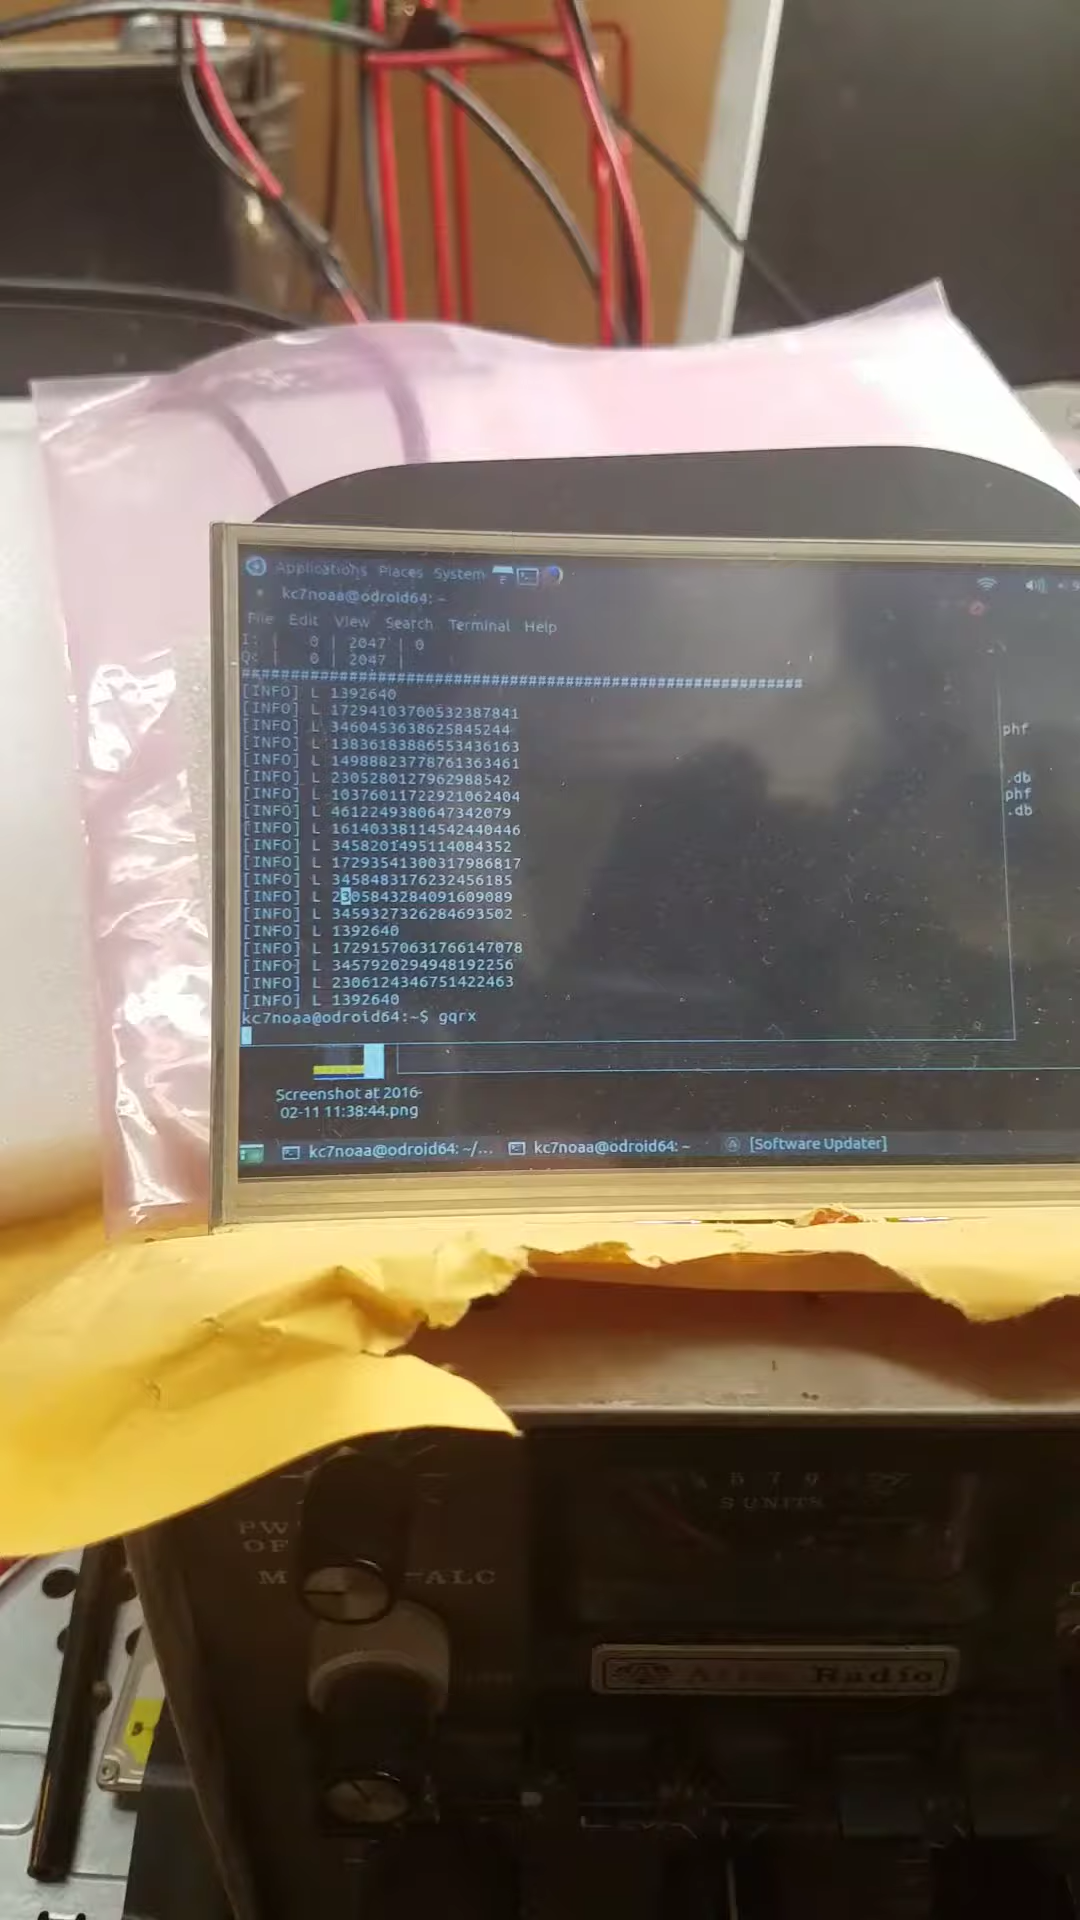 Applications Places System
kc7noaa@odroid64: ~
File Edit View Search Terminal Help
I: | 0 | 2047 | 0
Q: | 0 | 2047 |
[INFO] L 1392640
[INFO] L 17294103700532387841
[INFO] L 3460453638625845244
[INFO] L 13836183886553436163
[INFO] L 14988823778761363461
[INFO] L 2305280127962988542
[INFO] L 10376011722921062404
[INFO] L 4612249380647342079
[INFO] L 16140338114542440446
[INFO] L 3458201495114084352
[INFO] L 17293541300317986817
[INFO] L 3458483176232456185
[INFO] L 2305843284091609089
[INFO] L 3459327326284693502
[INFO] L 1392640
[INFO] L 17291570631766147078
[INFO] L 3457920294948192256
[INFO] L 2306124346751422463
[INFO] L 1392640
kc7noaa@odroid64:~$ gqrx
phf
.db
phf
.db
Screenshot at 2016-
02-11 11:38:44.png
kc7noaa@odroid64: ~/...
kc7noaa@odroid64: ~
[Software Updater]
S UNITS
ALC
Radio